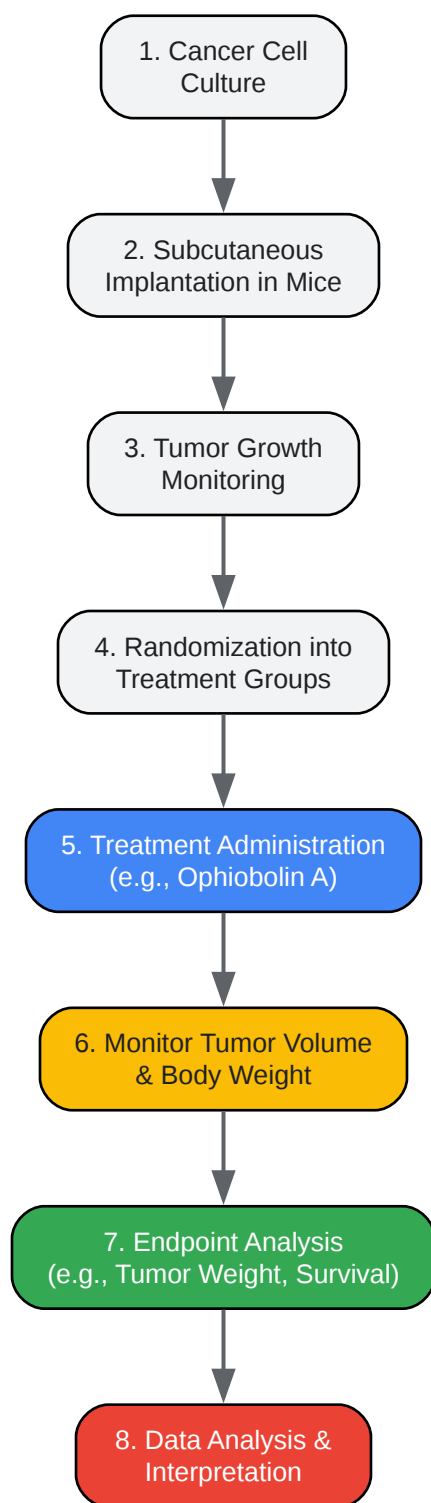 1. Cancer Cell
Culture
2. Subcutaneous
Implantation in Mice
3. Tumor Growth
Monitoring
4. Randomization into
Treatment Groups
5. Treatment Administration
(e.g., Ophiobolin A)
6. Monitor Tumor Volume
& Body Weight
7. Endpoint Analysis
(e.g., Tumor Weight, Survival)
8. Data Analysis &
Interpretation